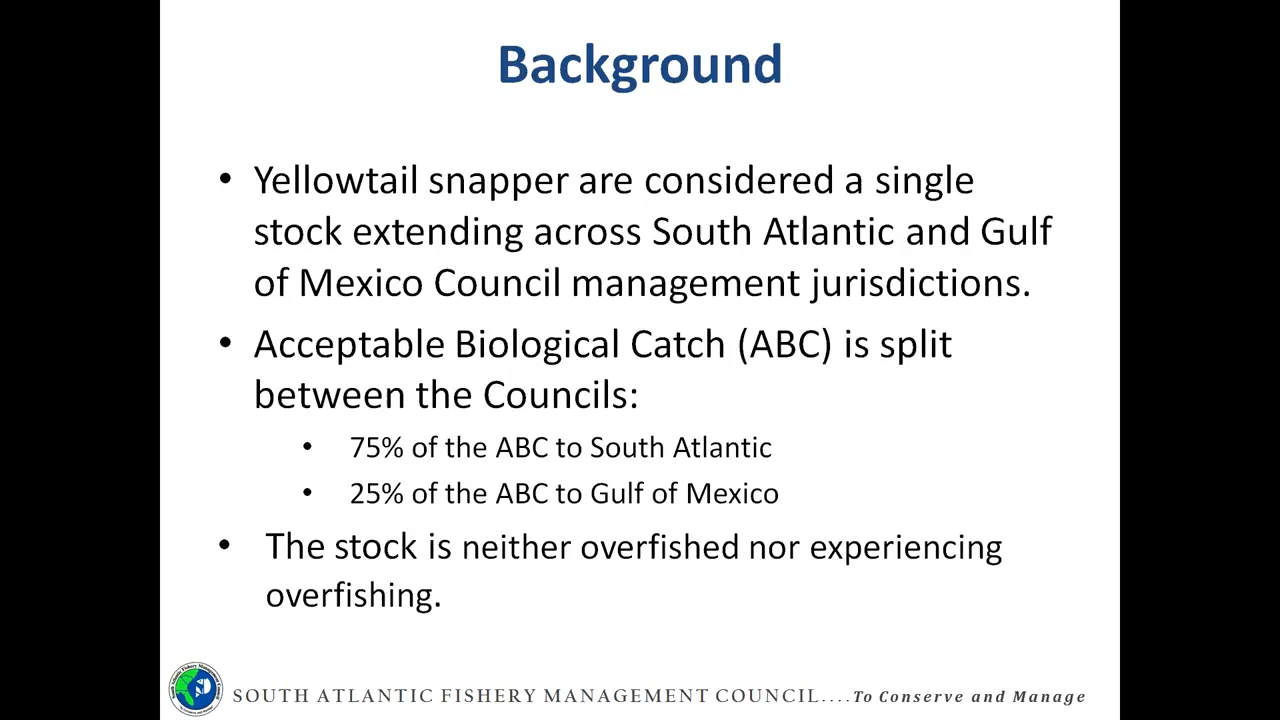 Background
• Yellowtail snapper are considered a single
stock extending across South Atlantic and Gulf
of Mexico Council management jurisdictions.
• Acceptable Biological Catch (ABC) is split
between the Councils:
• 75% of the ABC to South Atlantic
• 25% of the ABC to Gulf of Mexico
• The stock is neither overfished nor experiencing
overfishing.
SOUTH ATLANTIC FISHERY MANAGEMENT COUNCIL....To Conserve and Manage